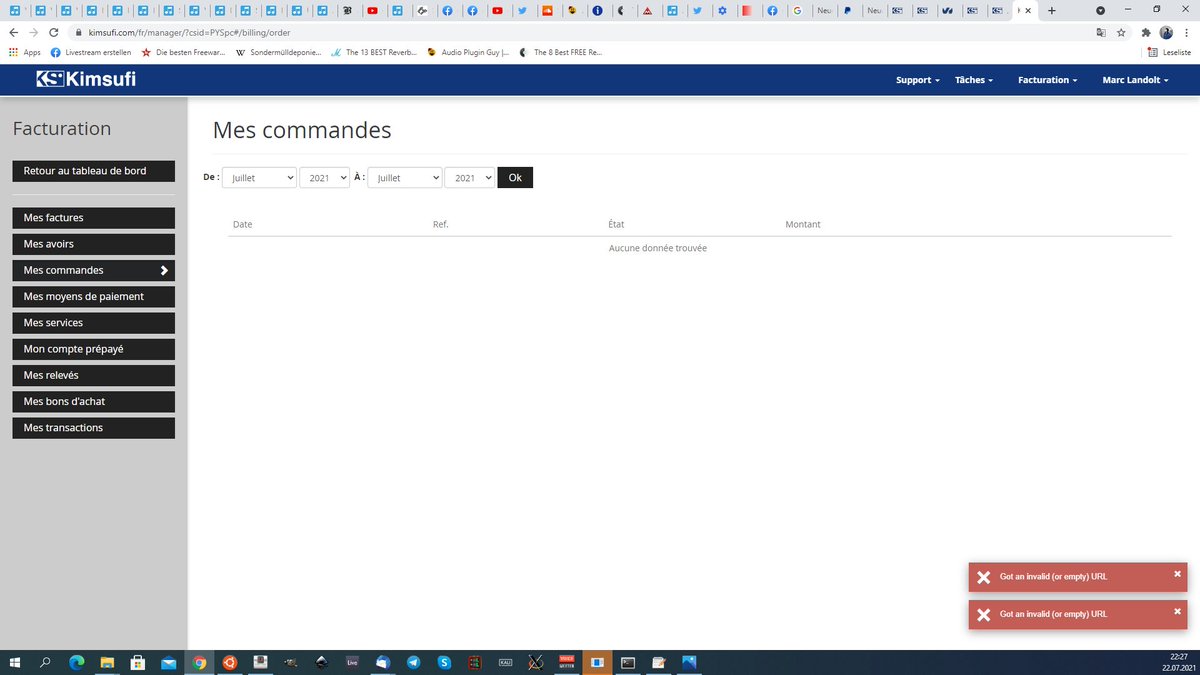 Neu
Neu
kimsufi.com/fr/manager/?csid=PYSpc#/billing/order
Apps
Livestream erstellen
Die besten Freewar...
Sondermülldeponie...
The 13 BEST Reverb...
Audio Plugin Guy |...
The 8 Best FREE Re...
Leseliste
KS Kimsufi
Support
Tâches
Facturation
Marc Landolt
Facturation
Retour au tableau de bord
Mes factures
Mes avoirs
Mes commandes
Mes moyens de paiement
Mes services
Mon compte prépayé
Mes relevés
Mes bons d'achat
Mes transactions
Mes commandes
De : Juillet 2021 À : Juillet 2021 Ok
Date Ref. État Montant
Aucune donnée trouvée
Got an invalid (or empty) URL
Got an invalid (or empty) URL
Live
KAU
22:27
22.07.2021